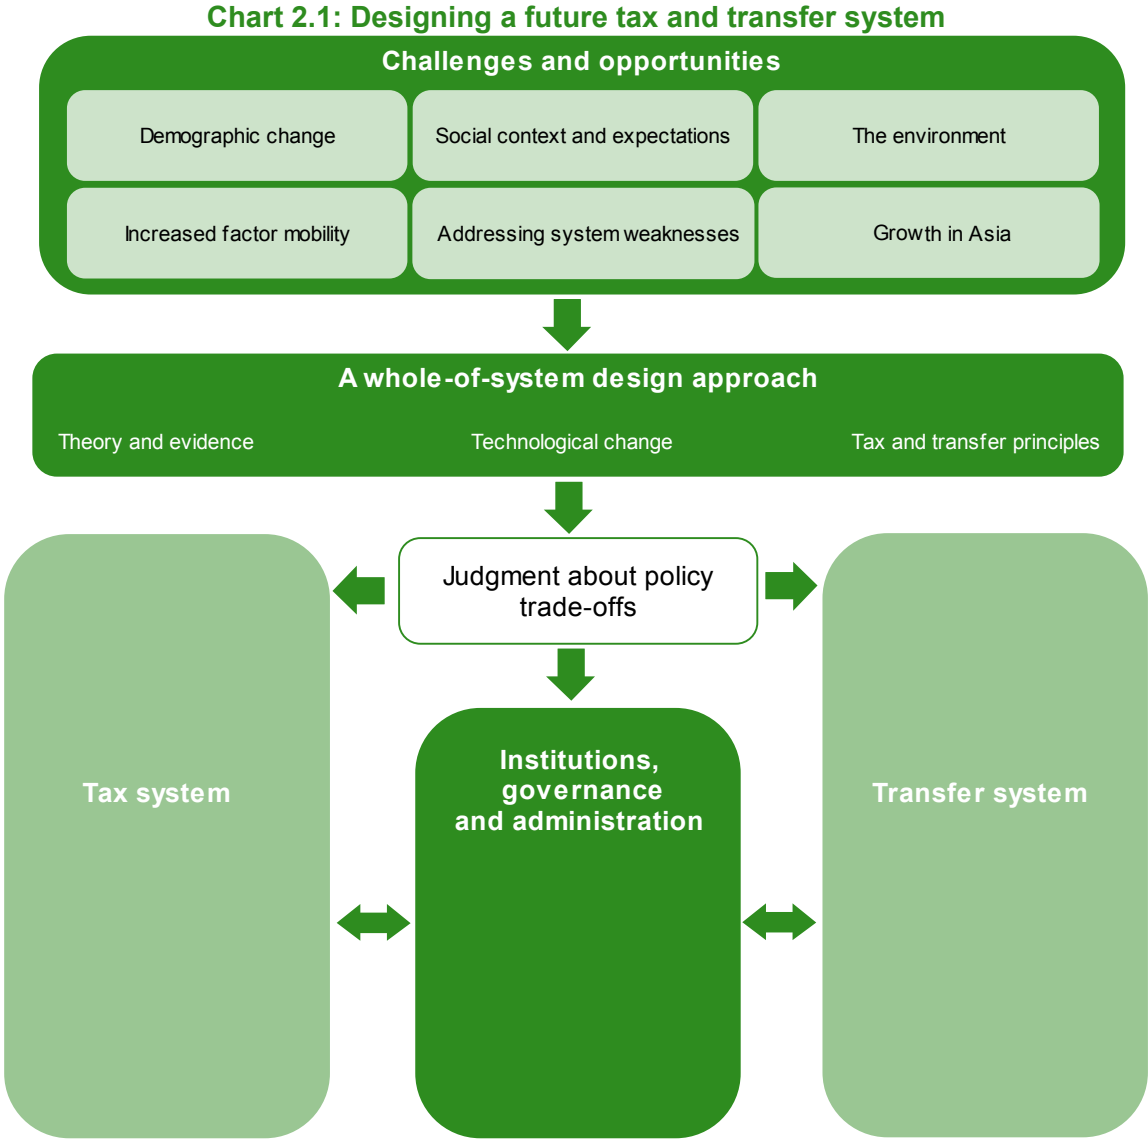 Chart 2.1: Designing a future tax and transfer system
Challenges and opportunities
Demographic change
Social context and expectations
The environment
Increased factor mobility
Addressing system weaknesses
Growth in Asia
A whole-of-system design approach
Theory and evidence
Technological change
Tax and transfer principles
Judgment about policy
trade-offs
Tax system
Institutions,
governance
and administration
Transfer system